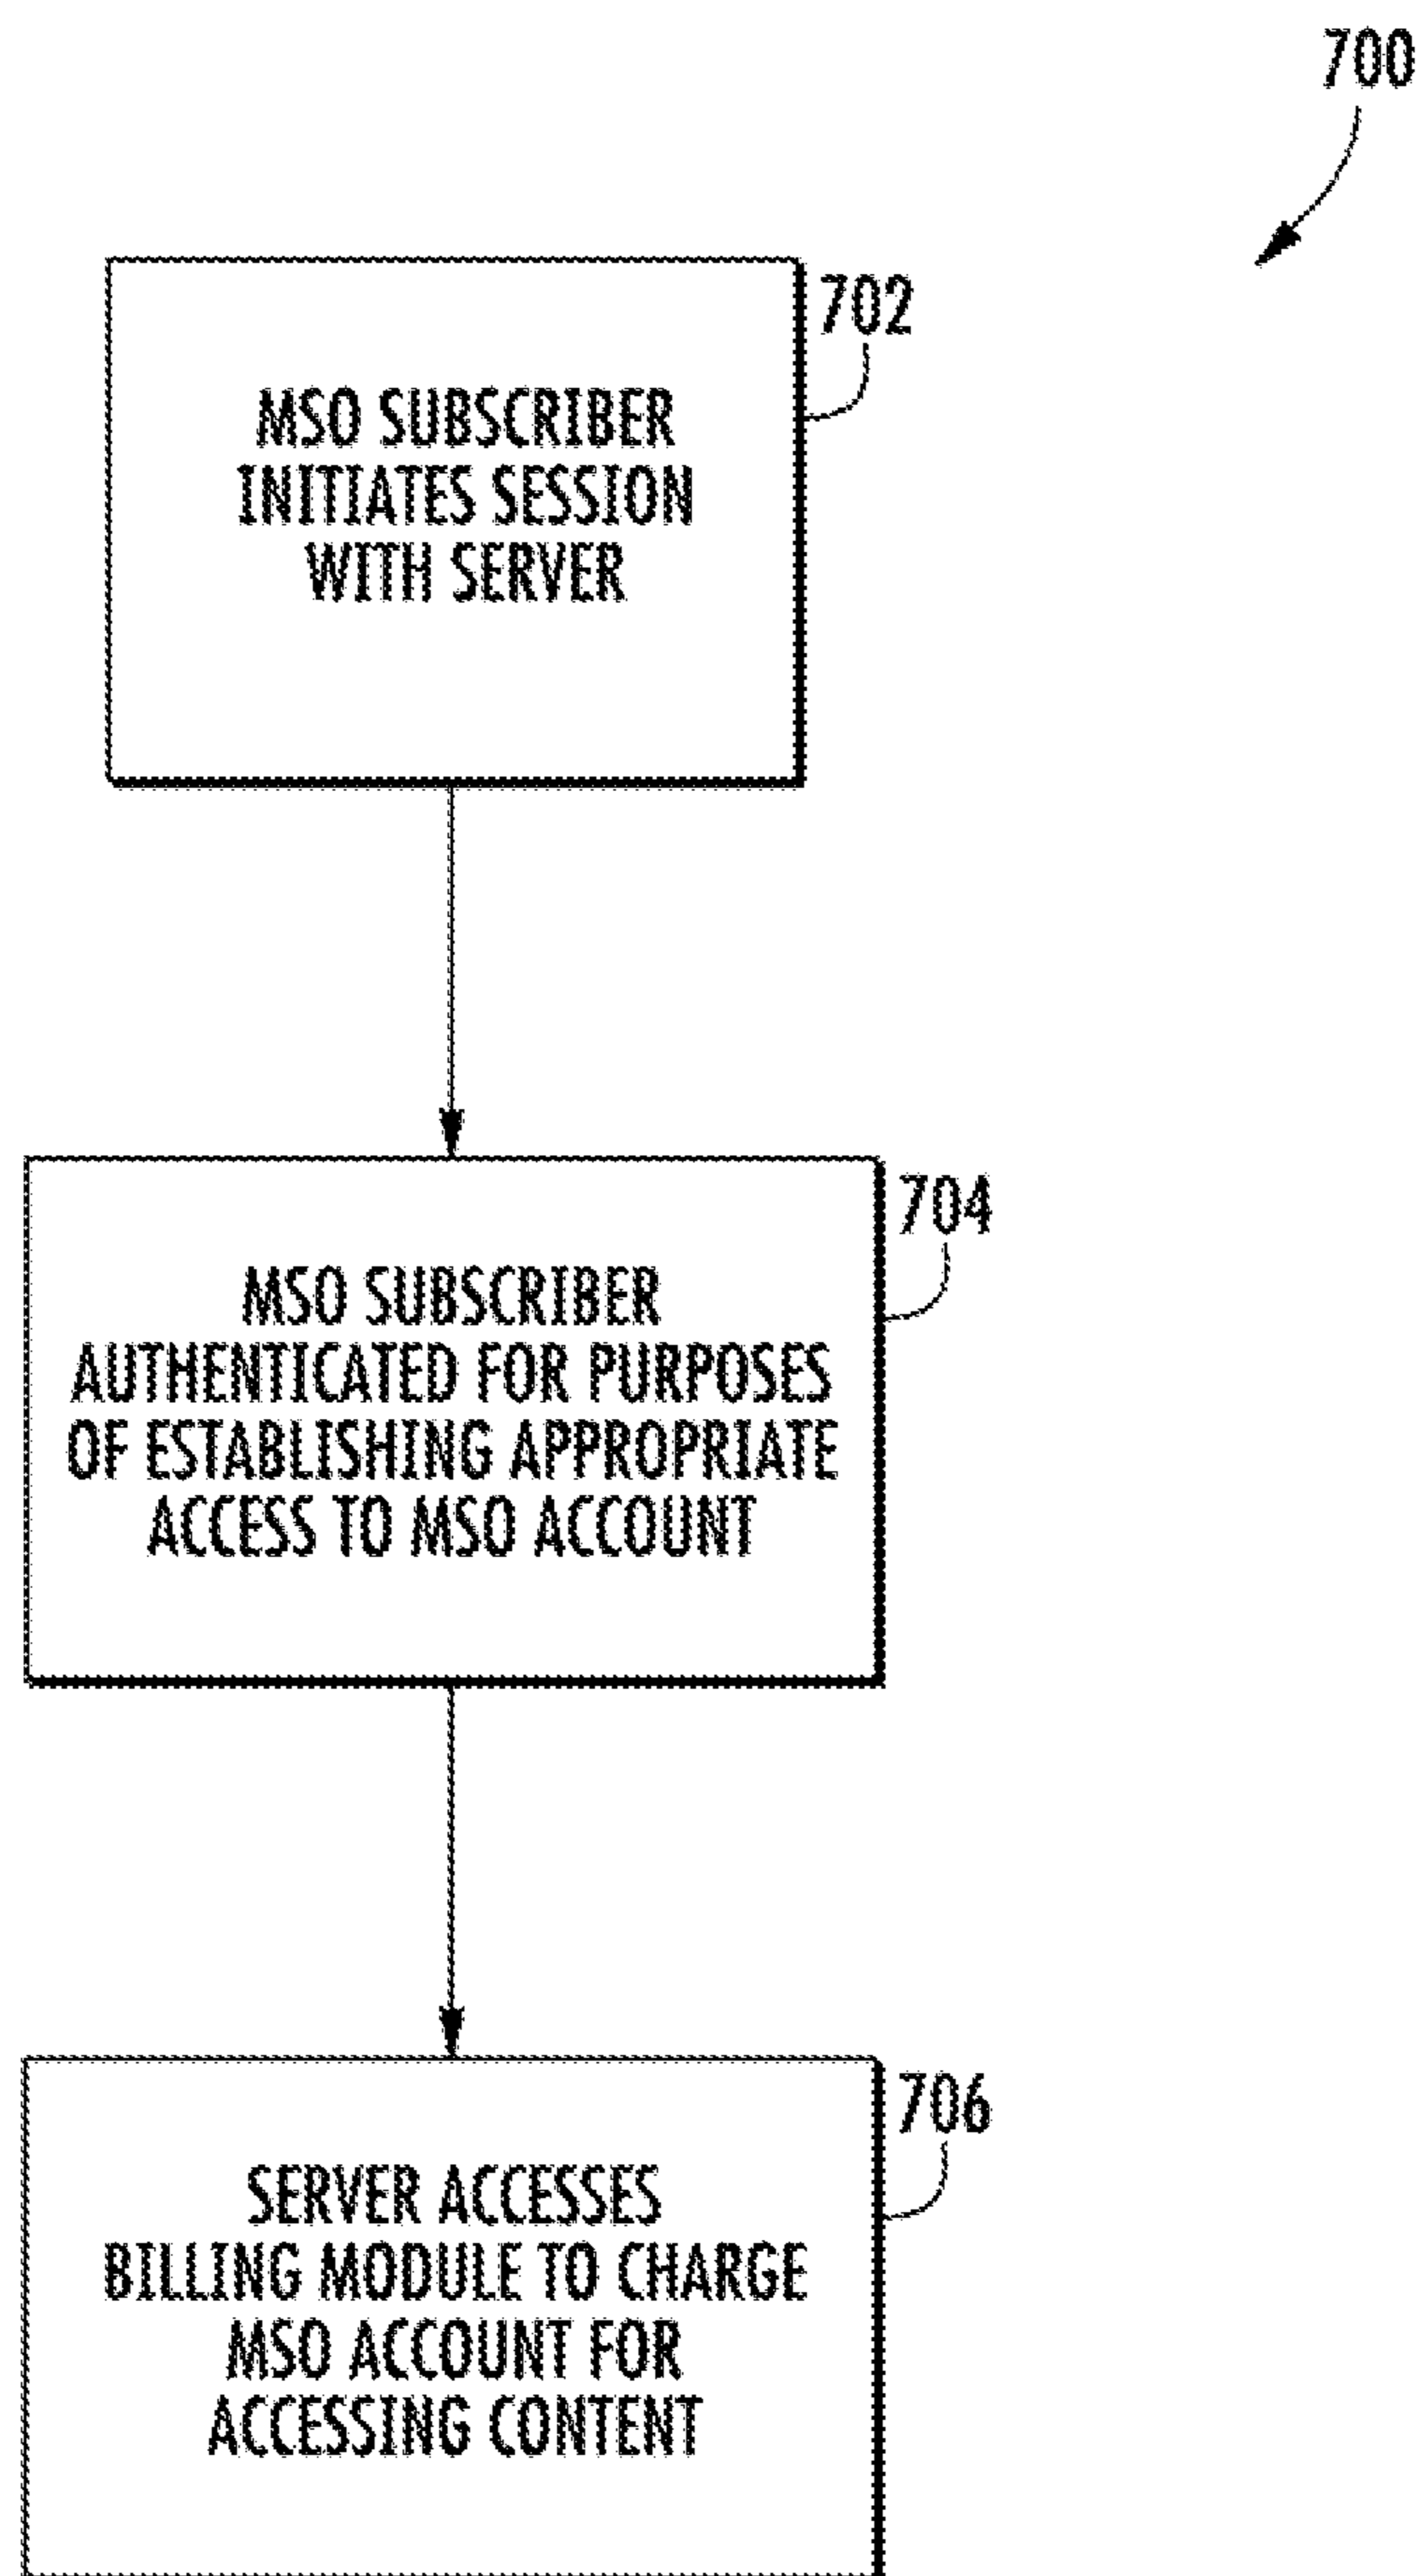 700
702
MSO SUBSCRIBER
INITIATES SESSION
WITH SERVER
704
MSO SUBSCRIBER
AUTHENTICATED FOR PURPOSES
OF ESTABLISHING APPROPRIATE
ACCESS TO MSO ACCOUNT
706
SERVER ACCESSES
BILLING MODULE TO CHARGE
MSO ACCOUNT FOR
ACCESSING CONTENT